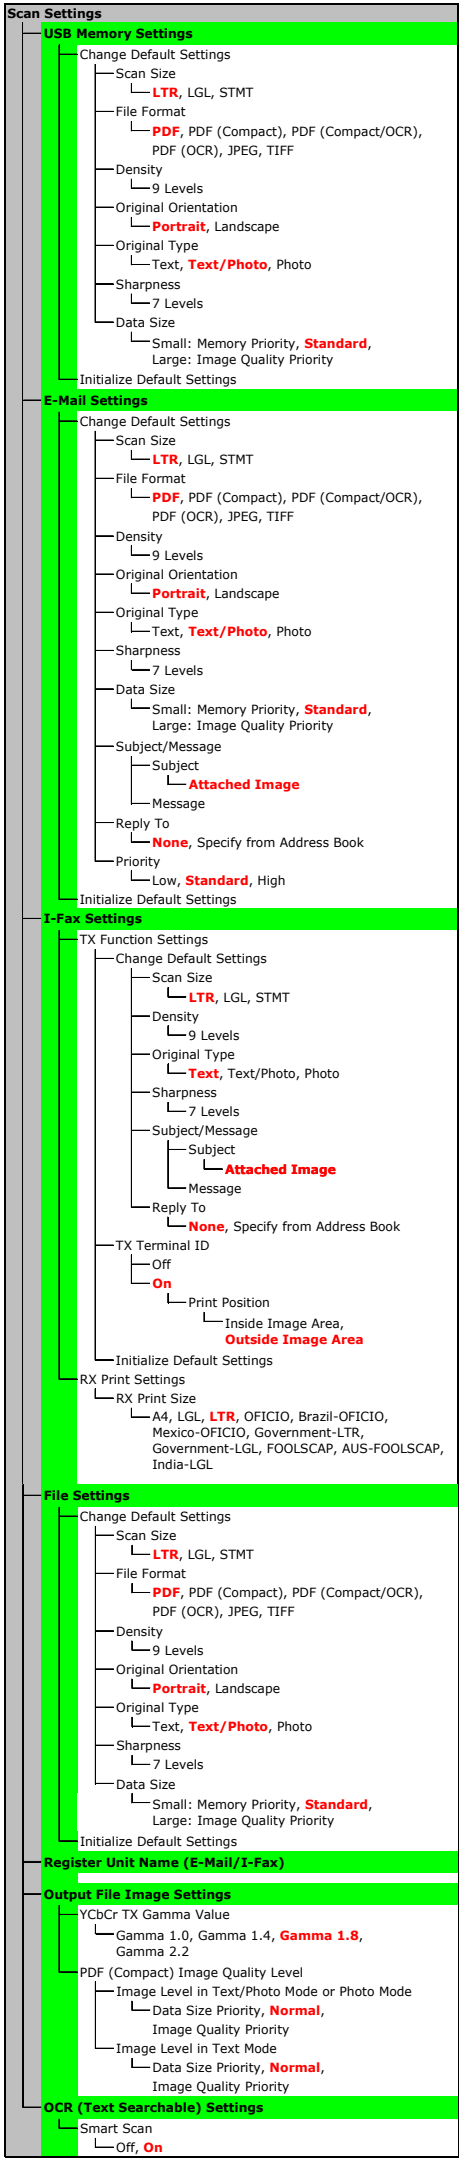 Scan Settings
USB Memory Settings
Change Default Settings
Scan Size
LTR, LGL, STMT
File Format
PDF, PDF (Compact), PDF (Compact/OCR),
PDF (OCR), JPEG, TIFF
Density
9 Levels
Original Orientation
Portrait, Landscape
Original Type
Text, Text/Photo, Photo
Sharpness
7 Levels
Data Size
Small: Memory Priority, Standard,
Large: Image Quality Priority
Initialize Default Settings
E-Mail Settings
Change Default Settings
Scan Size
LTR, LGL, STMT
File Format
PDF, PDF (Compact), PDF (Compact/OCR),
PDF (OCR), JPEG, TIFF
Density
9 Levels
Original Orientation
Portrait, Landscape
Original Type
Text, Text/Photo, Photo
Sharpness
7 Levels
Data Size
Small: Memory Priority, Standard,
Large: Image Quality Priority
Subject/Message
Subject
Attached Image
Message
Reply To
None, Specify from Address Book
Priority
Low, Standard, High
Initialize Default Settings
I-Fax Settings
TX Function Settings
Change Default Settings
Scan Size
LTR, LGL, STMT
Density
9 Levels
Original Type
Text, Text/Photo, Photo
Sharpness
7 Levels
Subject/Message
Subject
Attached Image
Message
Reply To
None, Specify from Address Book
TX Terminal ID
Off
On
Print Position
Inside Image Area,
Outside Image Area
Initialize Default Settings
RX Print Settings
RX Print Size
A4, LGL, LTR, OFICIO, Brazil-OFICIO,
Mexico-OFICIO, Government-LTR,
Government-LGL, FOOLSCAP, AUS-FOOLSCAP,
India-LGL
File Settings
Change Default Settings
Scan Size
LTR, LGL, STMT
File Format
PDF, PDF (Compact), PDF (Compact/OCR),
PDF (OCR), JPEG, TIFF
Density
9 Levels
Original Orientation
Portrait, Landscape
Original Type
Text, Text/Photo, Photo
Sharpness
7 Levels
Data Size
Small: Memory Priority, Standard,
Large: Image Quality Priority
Initialize Default Settings
Register Unit Name (E-Mail/I-Fax)
Output File Image Settings
YCbCr TX Gamma Value
Gamma 1.0, Gamma 1.4, Gamma 1.8,
Gamma 2.2
PDF (Compact) Image Quality Level
Image Level in Text/Photo Mode or Photo Mode
Data Size Priority, Normal,
Image Quality Priority
Image Level in Text Mode
Data Size Priority, Normal,
Image Quality Priority
OCR (Text Searchable) Settings
Smart Scan
Off, On